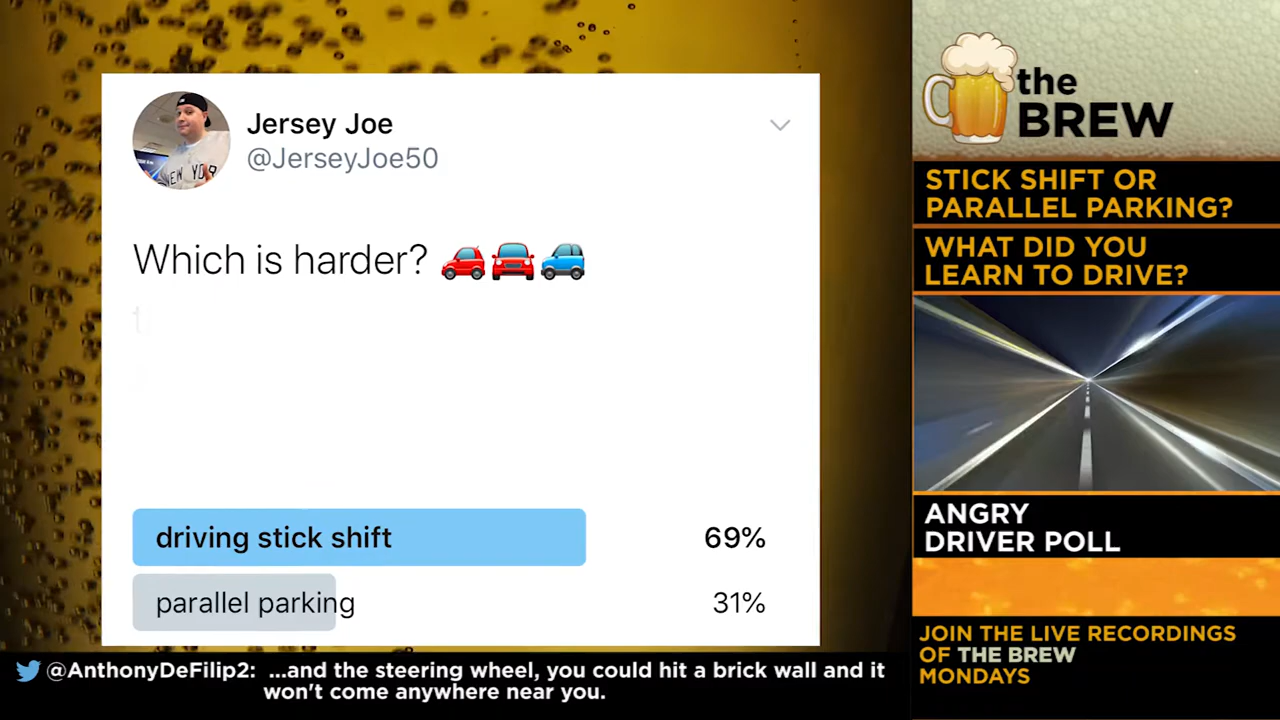 Jersey Joe
@JerseyJoe50
Which is harder? 🚗🚘🚙
driving stick shift 69%
parallel parking 31%
the
BREW
STICK SHIFT OR
PARALLEL PARKING?
WHAT DID YOU
LEARN TO DRIVE?
ANGRY
DRIVER POLL
JOIN THE LIVE RECORDINGS
OF THE BREW
MONDAYS
@AnthonyDeFilip2: ...and the steering wheel, you could hit a brick wall and it
won't come anywhere near you.